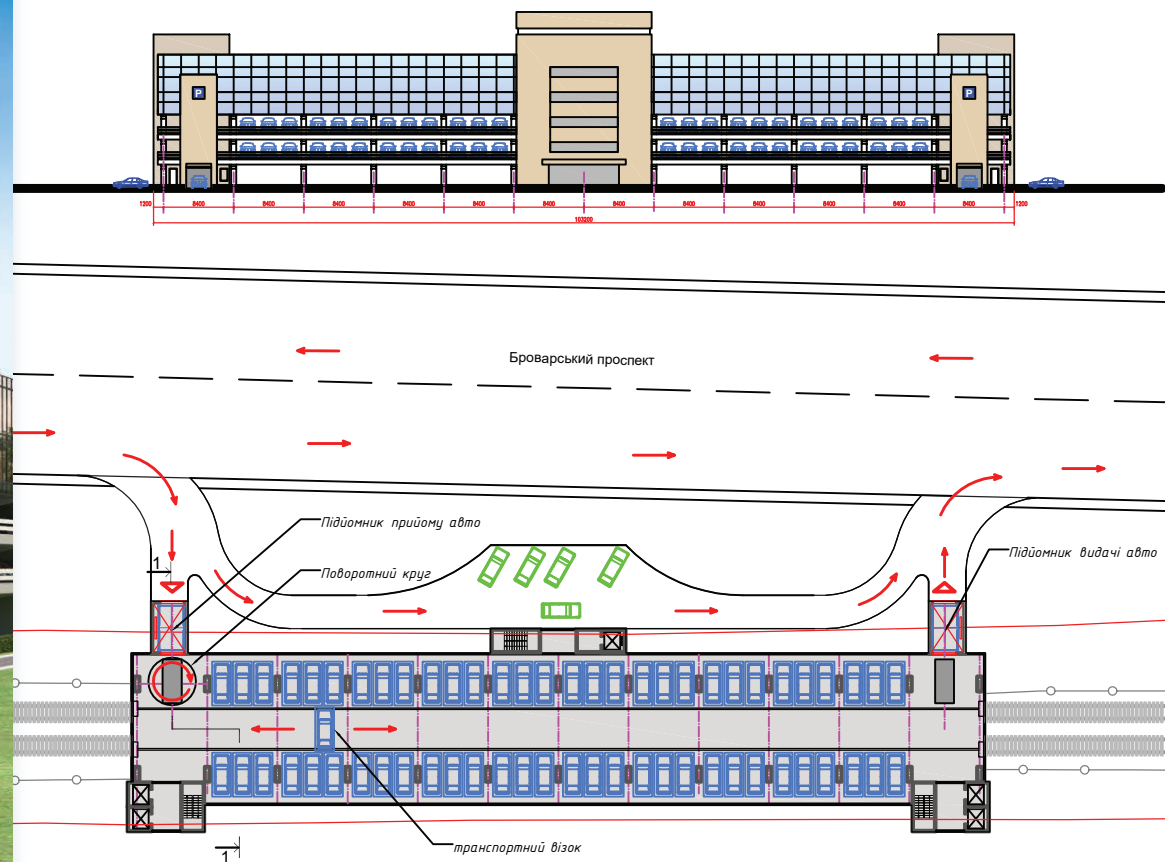 P P
1200 8400 8400 8400 8400 8400 8400 8400 8400 8400 8400 8400 8400 1200
103200
Броварський проспект
Підйомник прийому авто
Підйомник видачі авто
1
Поворотний круг
транспортний візок
1